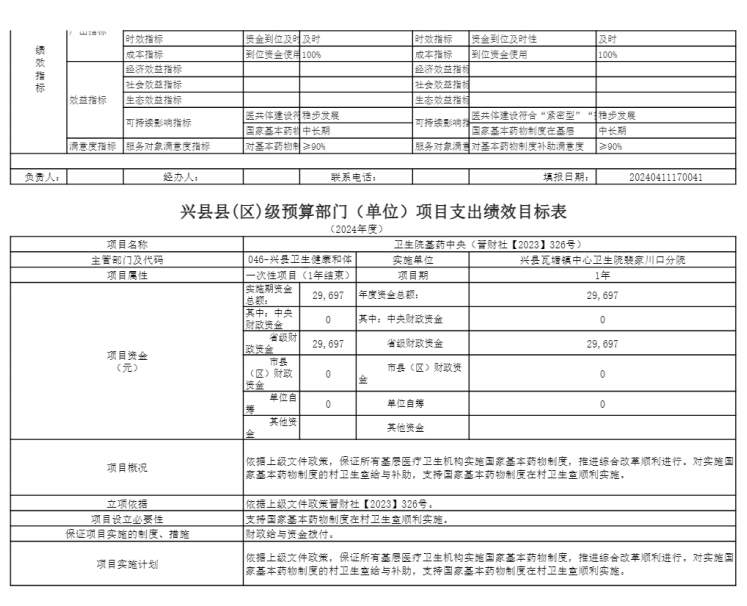 绩效指标
时效指标 资金到位及时 及时 时效指标 资金到位及时性 及时
成本指标 到位资金使用 100% 成本指标 到位资金使用 100%
效益指标 经济效益指标 经济效益指标
社会效益指标 社会效益指标
生态效益指标 生态效益指标
可持续影响指标 医共体建设符 稳步发展 可持续影响指 医共体建设符合“紧密型” 稳步发展
国家基本药物 中长期 国家基本药物制度在基层 中长期
满意度指标 服务对象满意度指标 对基本药物制 ≥90% 服务对象满意 对基本药物制度补助满意度 ≥90%
负责人: 经办人: 联系电话: 填报日期: 20240411170041
兴县县(区)级预算部门(单位)项目支出绩效目标表
(2024年度)
项目名称 卫生院基药中央(晋财社【2023】326号)
主管部门及代码 046-兴县卫生健康和体 实施单位 兴县瓦塘镇中心卫生院裴家川口分院
项目属性 一次性项目(1年结束) 项目期 1年
项目资金
(元)
实施期资金
总额: 29,697 年度资金总额: 29,697
其中:中央
财政资金 0 其中:中央财政资金 0
省级财
政资金 29,697 省级财政资金 29,697
市县
(区)财政
资金 0 市县(区)财政资
金 0
单位自
筹 0 单位自筹 0
其他资
金 其他资金
项目概况 依据上级文件政策,保证所有基层医疗卫生机构实施国家基本药物制度,推进综合改革顺利进行。对实施国
家基本药物制度的村卫生室给与补助,支持国家基本药物制度在村卫生室顺利实施。
立项依据 依据上级文件政策晋财社【2023】326号。
项目设立必要性 支持国家基本药物制度在村卫生室顺利实施。
保证项目实施的制度、措施 财政给与资金拨付。
项目实施计划 依据上级文件政策,保证所有基层医疗卫生机构实施国家基本药物制度,推进综合改革顺利进行。对实施国
家基本药物制度的村卫生室给与补助,支持国家基本药物制度在村卫生室顺利实施。